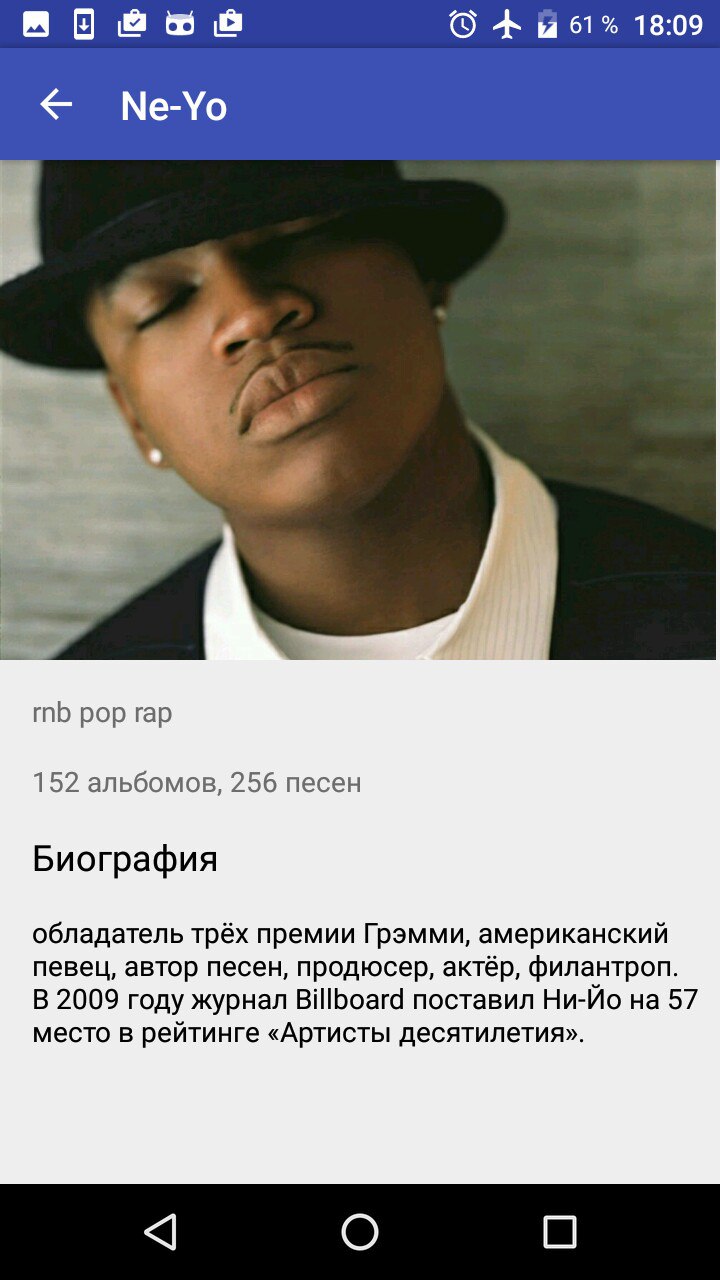 61 % 18:09
Ne-Yo
rnb pop rap
152 альбомов, 256 песен
Биография
обладатель трёх премии Грэмми, американский
певец, автор песен, продюсер, актёр, филантроп.
В 2009 году журнал Billboard поставил Ни-Йо на 57
место в рейтинге «Артисты десятилетия».